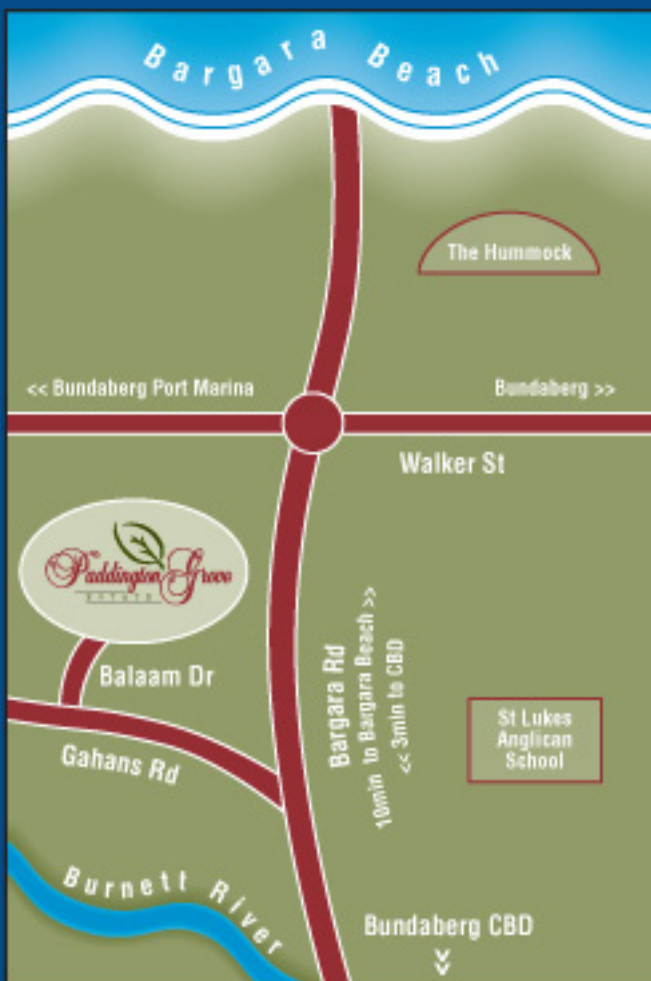 Bargara Beach
The Hummock
<< Bundaberg Port Marina
Bundaberg >>
Walker St
Paddington Grove
ESTATE
Balaam Dr
Gahans Rd
Bargara Rd
10min to Bargara Beach >>
<< 3min to CBD
St Lukes
Anglican
School
Burnett River
Bundaberg CBD
>>